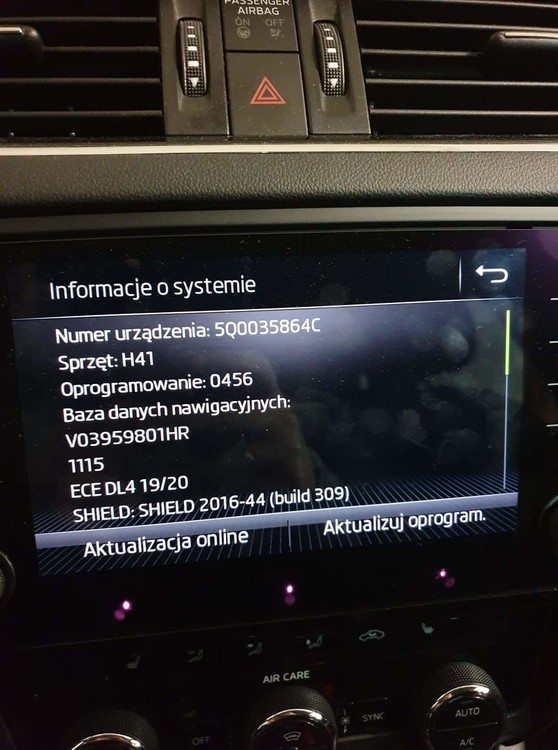 PASSENGER
AIRBAG
ON OFF
Informacje o systemie
Numer urządzenia: 5Q0035864C
Sprzęt: H41
Oprogramowanie: 0456
Baza danych nawigacyjnych:
V03959801HR
1115
ECE DL4 19/20
SHIELD: SHIELD 2016-44 (build 309)
Aktualizacja online
Aktualizuj oprogram.
AIR CARE
OFF
SYNC
AUTO
A/C